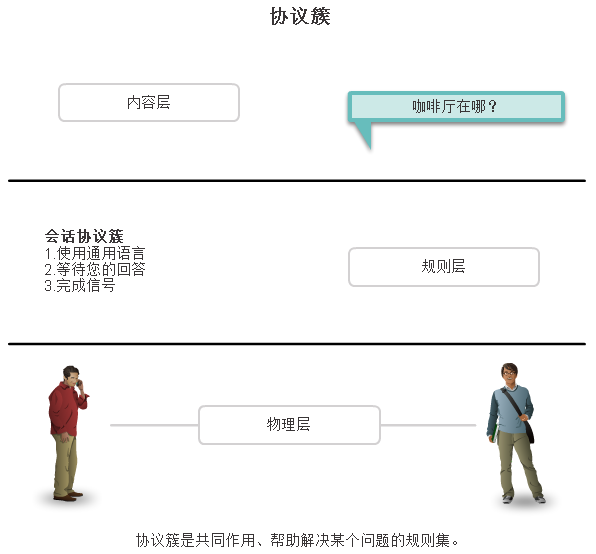 协议簇
内容层
咖啡厅在哪？
会话协议簇
1.使用通用语言
2.等待您的回答
3.完成信号
规则层
物理层
协议簇是共同作用、帮助解决某个问题的规则集。